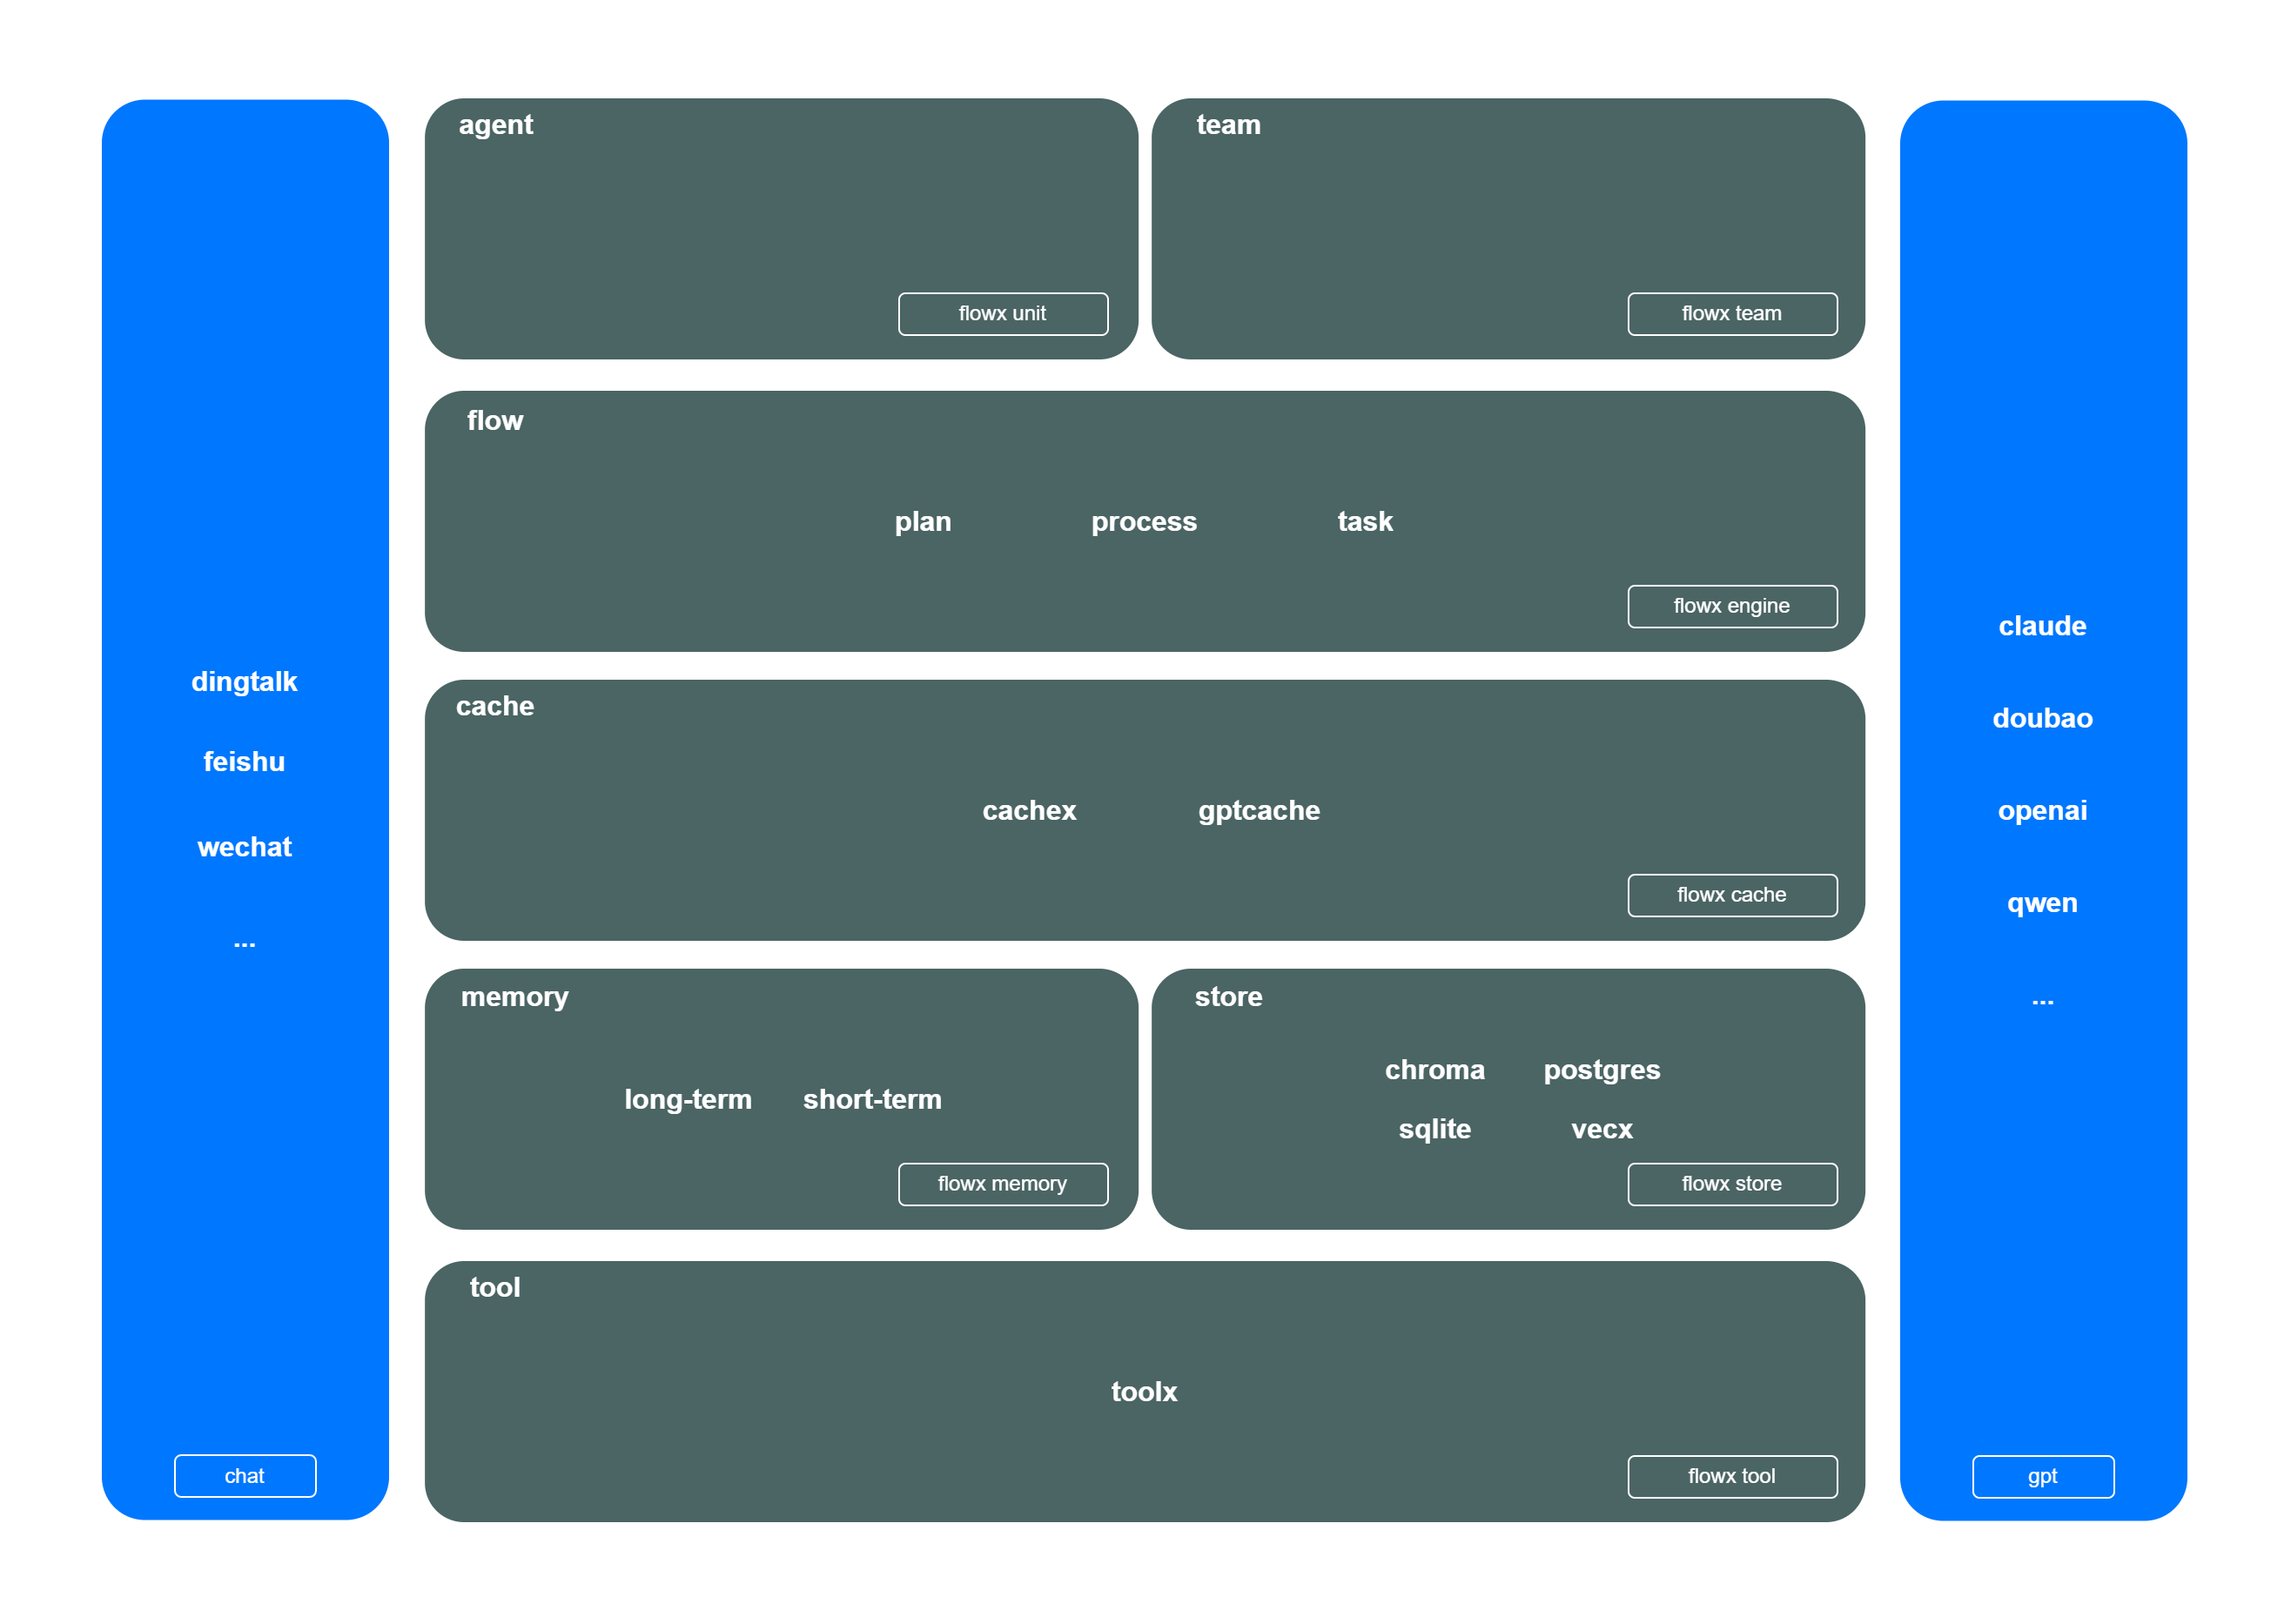 dingtalk
feishu
wechat
...
chat
agent
flowx unit
team
flowx team
flow
plan process task
flowx engine
cache
cachex gptcache
flowx cache
memory
long-term short-term
flowx memory
store
chroma postgres
sqlite vecx
flowx store
tool
toolx
flowx tool
claude
doubao
openai
qwen
...
gpt